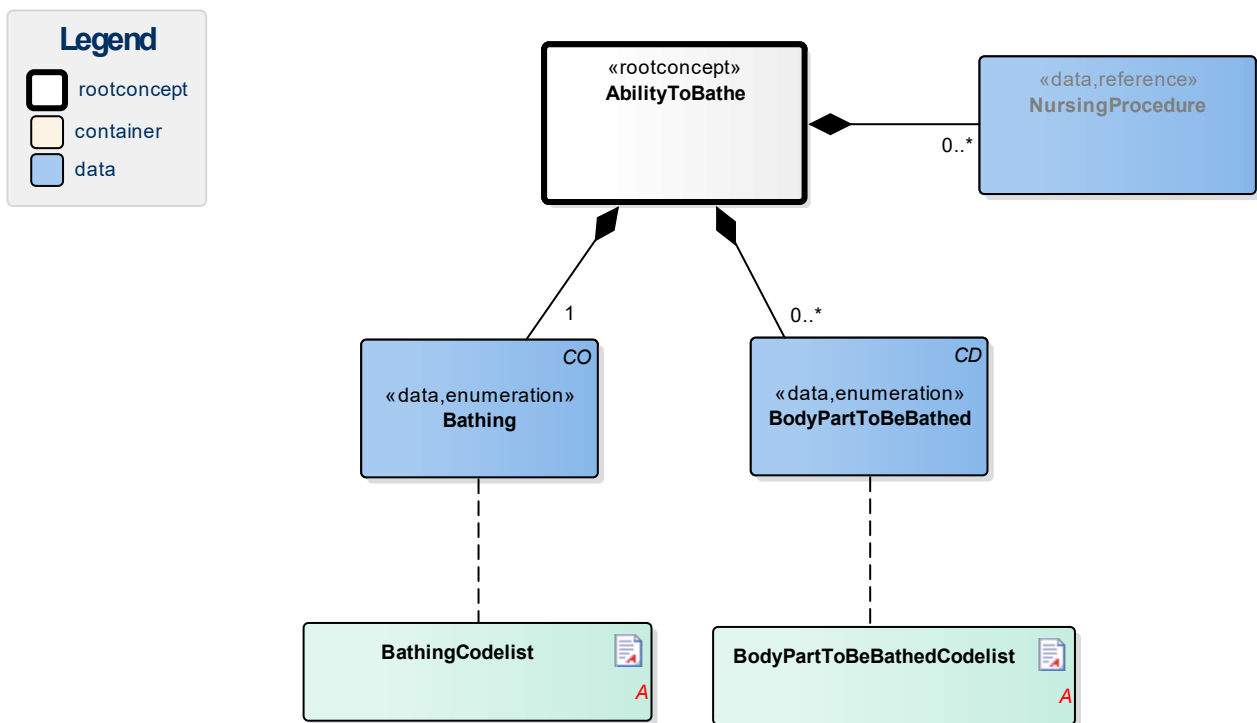 Legend
rootconcept
container
data
«rootconcept»
AbilityToBathe
«data,reference»
NursingProcedure
0..*
1
0..*
CO
«data,enumeration»
Bathing
CD
«data,enumeration»
BodyPartToBeBathed
BathingCodelist
A
BodyPartToBeBathedCodelist
A